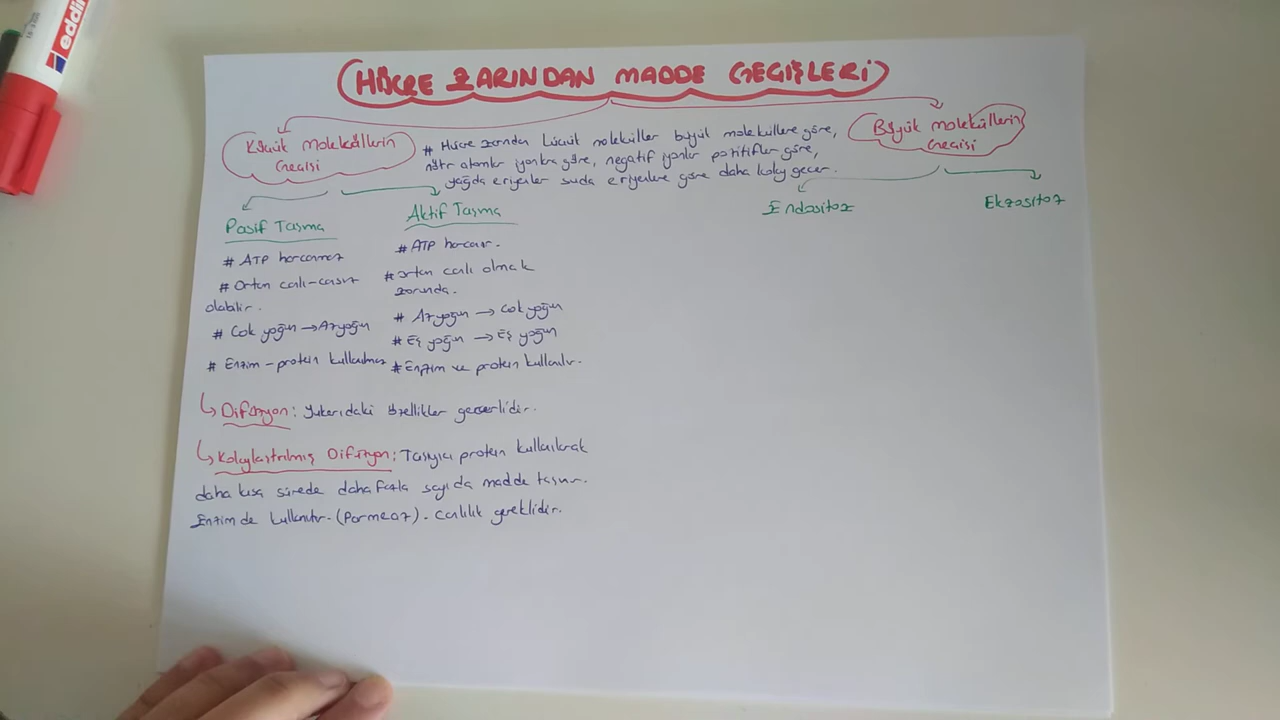 edding
HÜCRE ZARINDAN MADDE GEÇİŞLERİ
Küçük Moleküllerin
Geçişi
# Hücre zarından küçük moleküller büyük moleküllere göre,
nötr atomlar iyonlara göre, negatif iyonlar pozitifler göre,
yağda eriyenler suda eriyenlere göre daha kolay geçer.
Büyük moleküllerin
Geçişi
Pasif Taşıma
# ATP harcanmaz
# Ortam canlı-cansız
olabilir.
# Çok yoğun → Az yoğun
# Enzim - protein kullanılmaz
Aktif Taşıma
# ATP harcanır.
# Ortam canlı olmak
zorunda.
# Az yoğun → Çok yoğun
# Eş yoğun → Eş yoğun
# Enzim ve protein kullanılır.
Endositoz
Ekzositoz
Difüzyon: Yukarıdaki özellikler geçerlidir.
Kolaylaştırılmış Difüzyon: Taşıyıcı protein kullanılarak
daha kısa sürede daha fazla sayıda madde taşınır.
Enzim de kullanılır. (Permeaz). Canlılık gereklidir.